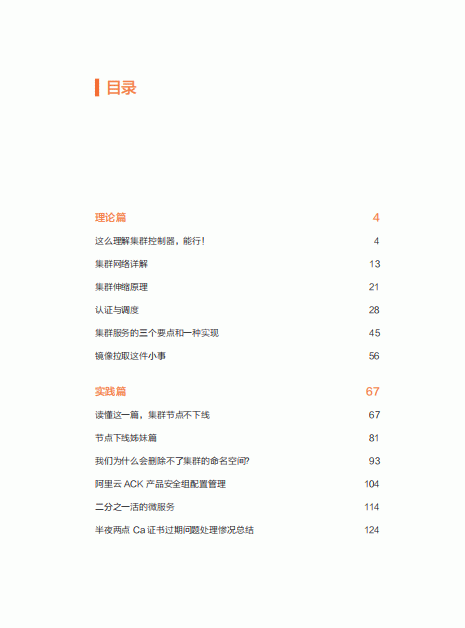 目录
理论篇 4
这么理解集群控制器，能行！ 4
集群网络详解 13
集群伸缩原理 21
认证与调度 28
集群服务的三个要点和一种实现 45
镜像拉取这件小事 56
实践篇 67
读懂这一篇，集群节点不下线 67
节点下线姊妹篇 81
我们为什么会删除不了集群的命名空间？ 93
阿里云 ACK 产品安全组配置管理 104
二分之一活的微服务 114
半夜两点 Ca 证书过期问题处理惨况总结 124